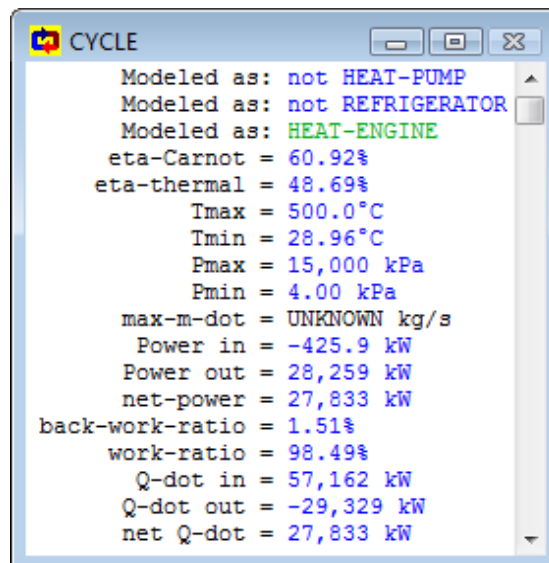 CYCLE
Modeled as: not HEAT-PUMP
Modeled as: not REFRIGERATOR
Modeled as: HEAT-ENGINE
eta-Carnot = 60.92%
eta-thermal = 48.69%
Tmax = 500.0°C
Tmin = 28.96°C
Pmax = 15,000 kPa
Pmin = 4.00 kPa
max-m-dot = UNKNOWN kg/s
Power in = -425.9 kW
Power out = 28,259 kW
net-power = 27,833 kW
back-work-ratio = 1.51%
work-ratio = 98.49%
Q-dot in = 57,162 kW
Q-dot out = -29,329 kW
net Q-dot = 27,833 kW